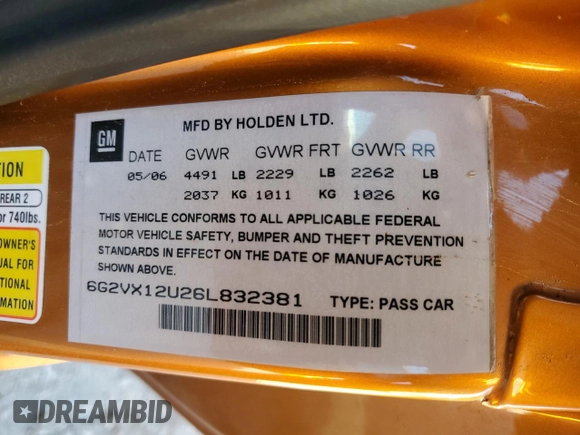 GM
MFD BY HOLDEN LTD.
DATE GVWR GVWR FRT GVWR RR
05/06 4491 LB 2229 LB 2262 LB
2037 KG 1011 KG 1026 KG
THIS VEHICLE CONFORMS TO ALL APPLICABLE FEDERAL
MOTOR VEHICLE SAFETY, BUMPER AND THEFT PREVENTION
STANDARDS IN EFFECT ON THE DATE OF MANUFACTURE
SHOWN ABOVE.
6G2VX12U26L832381 TYPE: PASS CAR
TION
REAR 2
or 740lbs.
OWNER'S
UAL FOR
TIONAL
RMATION
DREAMBID